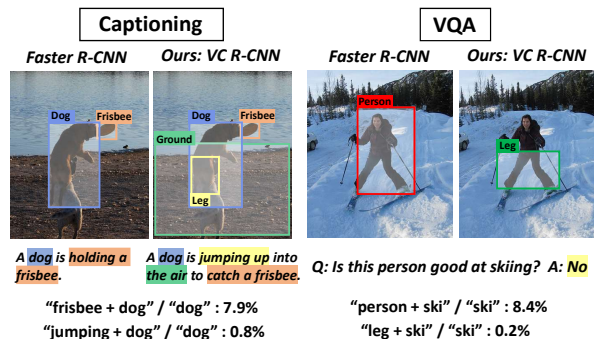 Captioning
Faster R-CNN
Ours: VC R-CNN
Dog
Frisbee
Dog
Frisbee
Ground
Leg
A dog is holding a
frisbee.
A dog is jumping up into
the air to catch a frisbee.
"frisbee + dog" / "dog" : 7.9%
"jumping + dog" / "dog" : 0.8%
VQA
Faster R-CNN
Ours: VC R-CNN
Person
Leg
Q: Is this person good at skiing? A: No
"person + ski" / "ski" : 8.4%
"leg + ski" / "ski" : 0.2%